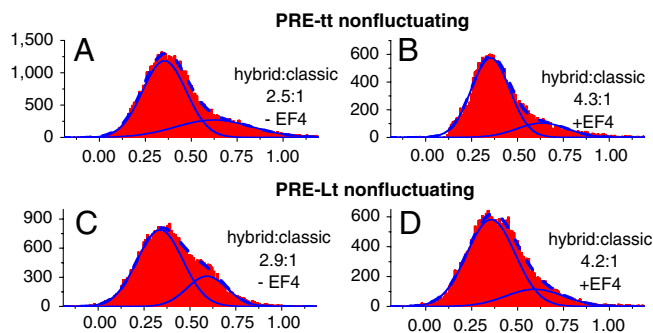 PRE-tt nonfluctuating
A
1,500
1,000
500
0
hybrid:classic
2.5:1
- EF4
0.00 0.25 0.50 0.75 1.00
B
600
400
200
0
hybrid:classic
4.3:1
+EF4
0.00 0.25 0.50 0.75 1.00
PRE-Lt nonfluctuating
C
900
600
300
0
hybrid:classic
2.9:1
- EF4
0.00 0.25 0.50 0.75 1.00
D
600
400
200
0
hybrid:classic
4.2:1
+EF4
0.00 0.25 0.50 0.75 1.00